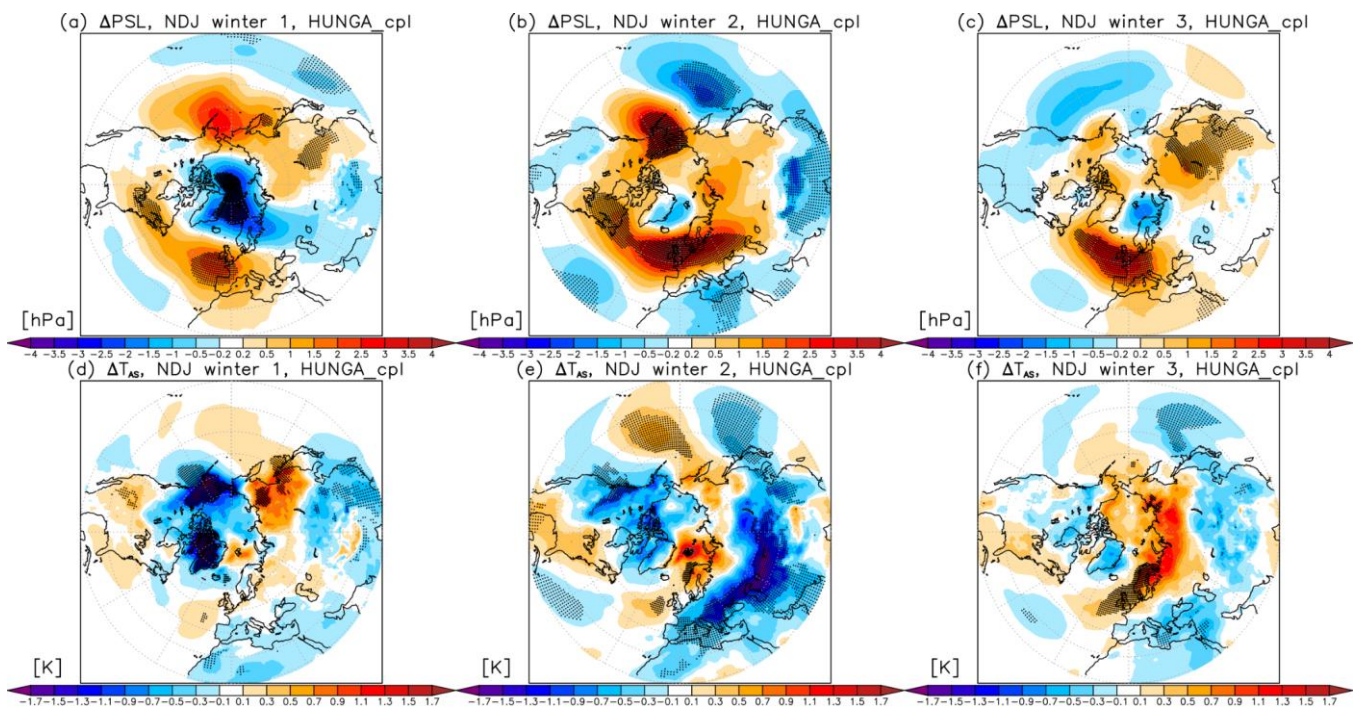 (a) ΔPSL, NDJ winter 1, HUNGA_cpl
(b) ΔPSL, NDJ winter 2, HUNGA_cpl
(c) ΔPSL, NDJ winter 3, HUNGA_cpl
[hPa]
[hPa]
[hPa]
-4 -3.5 -3 -2.5 -2 -1.5 -1 -0.5 -0.2 0.2 0.5 1 1.5 2 2.5 3 3.5 4
-4 -3.5 -3 -2.5 -2 -1.5 -1 -0.5 -0.2 0.2 0.5 1 1.5 2 2.5 3 3.5 4
-4 -3.5 -3 -2.5 -2 -1.5 -1 -0.5 -0.2 0.2 0.5 1 1.5 2 2.5 3 3.5 4
(d) ΔTAS, NDJ winter 1, HUNGA_cpl
(e) ΔTAS, NDJ winter 2, HUNGA_cpl
(f) ΔTAS, NDJ winter 3, HUNGA_cpl
[K]
[K]
[K]
-1.7 -1.5 -1.3 -1.1 -0.9 -0.7 -0.5 -0.3 -0.1 0.1 0.3 0.5 0.7 0.9 1.1 1.3 1.5 1.7
-1.7 -1.5 -1.3 -1.1 -0.9 -0.7 -0.5 -0.3 -0.1 0.1 0.3 0.5 0.7 0.9 1.1 1.3 1.5 1.7
-1.7 -1.5 -1.3 -1.1 -0.9 -0.7 -0.5 -0.3 -0.1 0.1 0.3 0.5 0.7 0.9 1.1 1.3 1.5 1.7